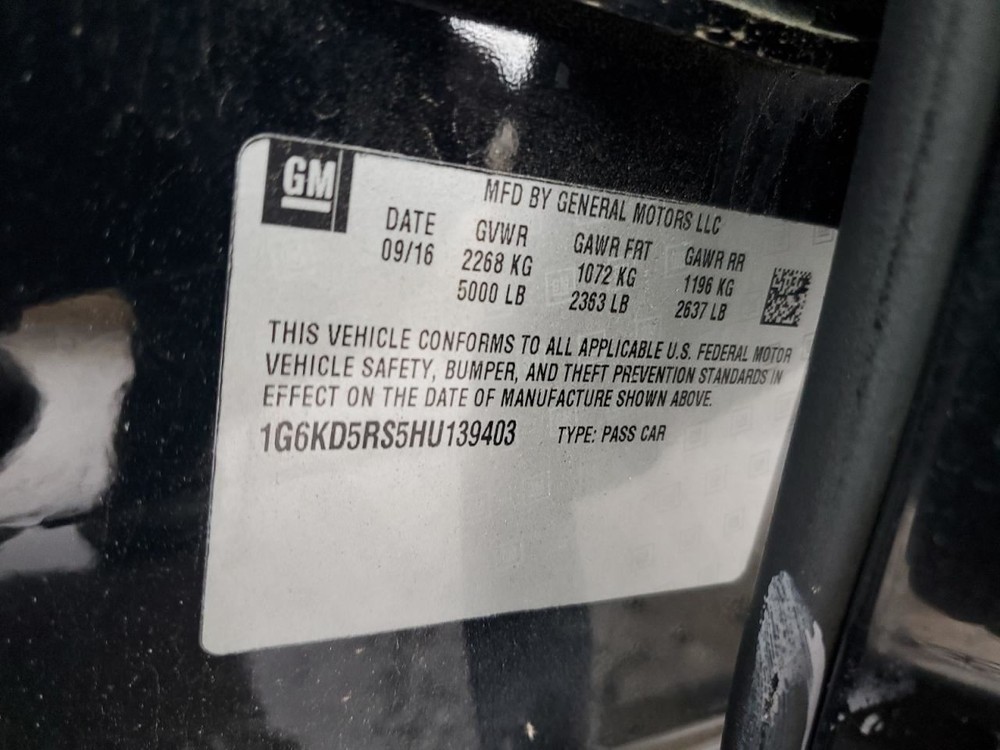 GM
MFD BY GENERAL MOTORS LLC
DATE GVWR GAWR FRT GAWR RR
09/16 2268 KG 1072 KG 1196 KG
5000 LB 2363 LB 2637 LB
THIS VEHICLE CONFORMS TO ALL APPLICABLE U.S. FEDERAL MOTOR
VEHICLE SAFETY, BUMPER, AND THEFT PREVENTION STANDARDS IN
EFFECT ON THE DATE OF MANUFACTURE SHOWN ABOVE.
1G6KD5RS5HU139403 TYPE: PASS CAR